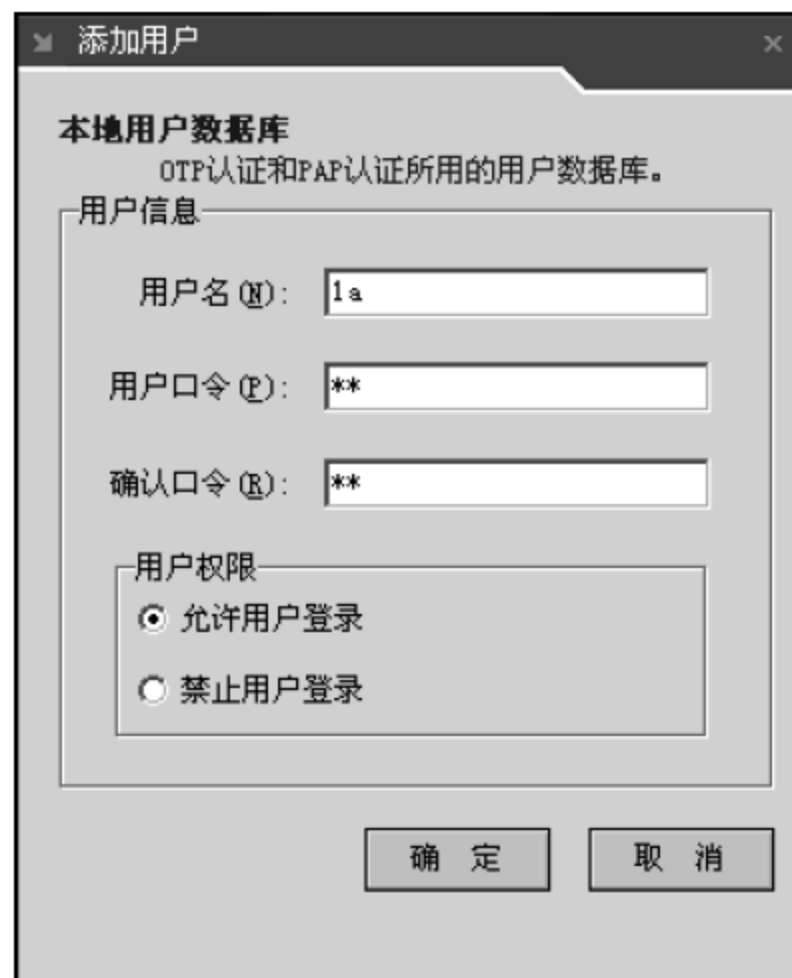 添加用户
本地用户数据库
OTP认证和PAP认证所用的用户数据库。
用户信息
用户名(N): 1a
用户口令(P): **
确认口令(R): **
用户权限
允许用户登录
禁止用户登录
确 定 取 消